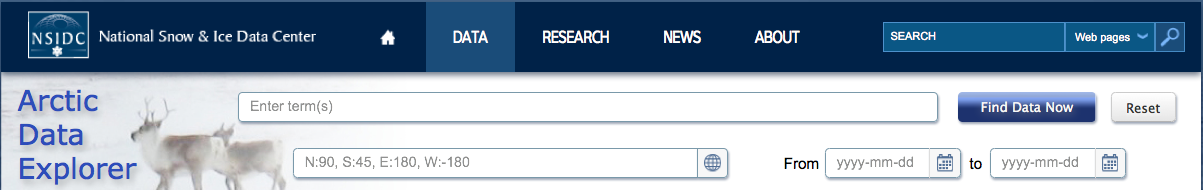 NSIDC National Snow & Ice Data Center DATA RESEARCH NEWS ABOUT SEARCH Web pages
Arctic
Data
Explorer
Enter term(s) Find Data Now Reset
N:90, S:45, E:180, W:-180 From yyyy-mm-dd to yyyy-mm-dd